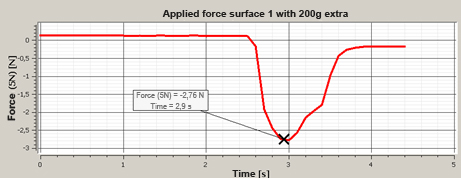 Applied force surface 1 with 200g extra
Force (SN) [N]
0
-0,5
-1
-1,5
-2
-2,5
-3
Force (SN) = -2,76 N
Time = 2,9 s
0 1 2 3 4 5
Time [s]